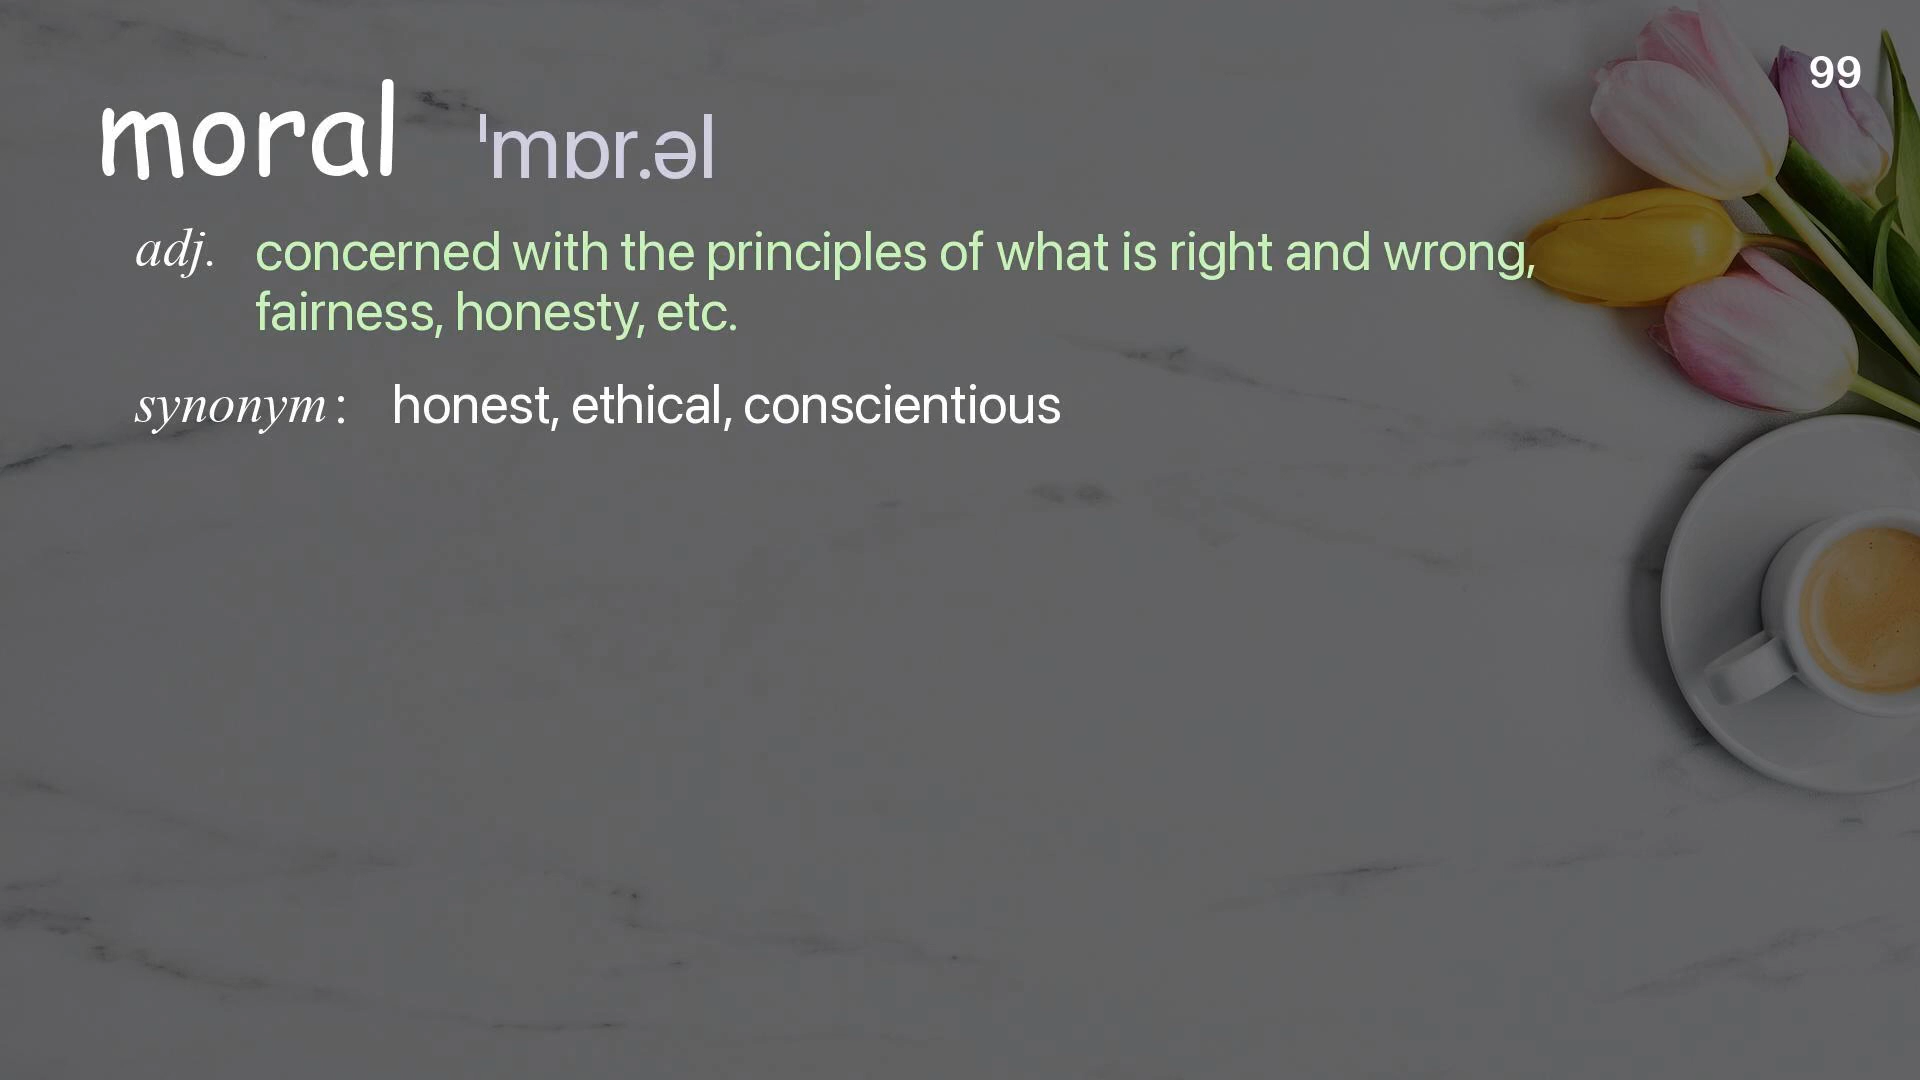 99
moral ˈmɒr.əl
adj. concerned with the principles of what is right and wrong,
fairness, honesty, etc.
synonym: honest, ethical, conscientious